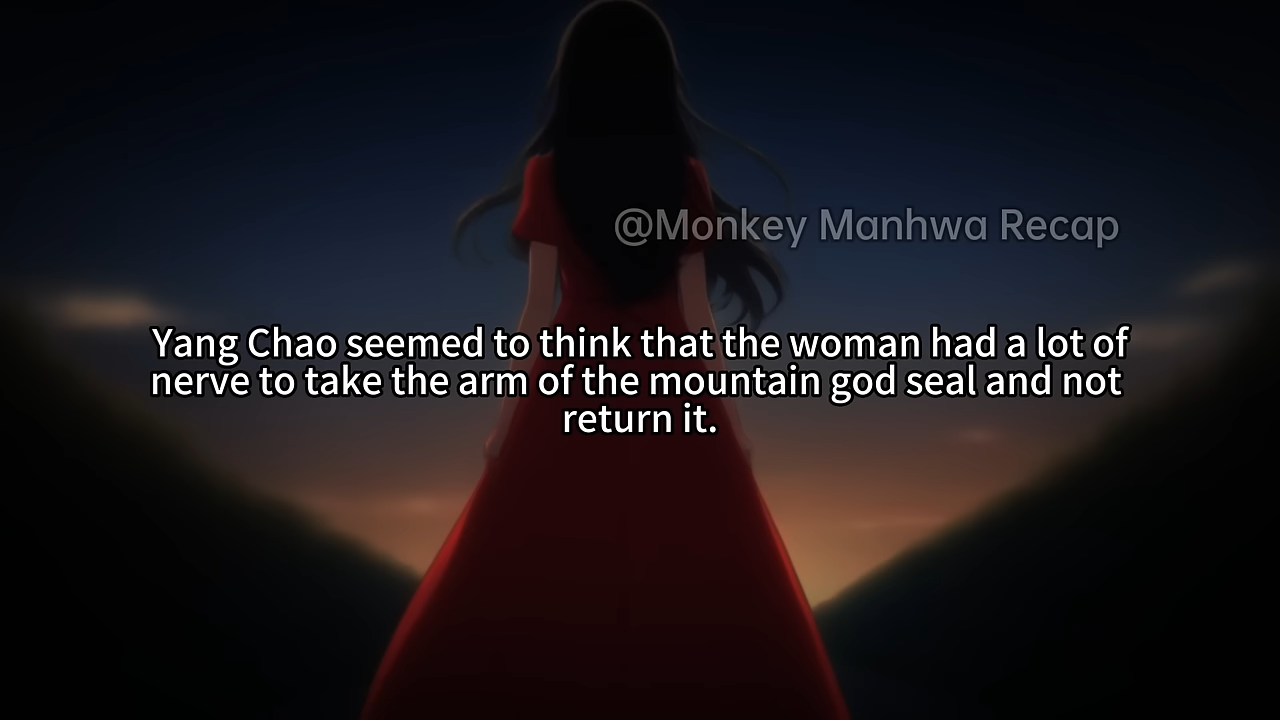 @Monkey Manhwa Recap
Yang Chao seemed to think that the woman had a lot of
nerve to take the arm of the mountain god seal and not
return it.